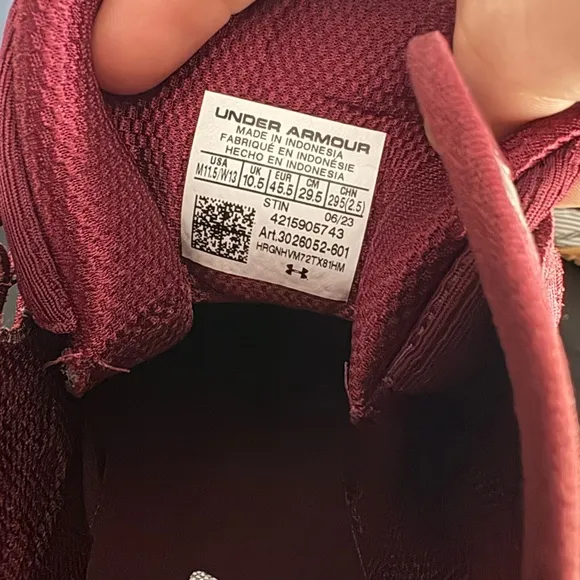 UNDER ARMOUR
MADE IN INDONESIA
FABRIQUÉ EN INDONÉSIE
HECHO EN INDONESIA
USA UK EUR CM CHN
M11.5/W13 10.5 45.5 29.5 295(2.5)
STIN 06/23
4215905743
Art.3026052-601
HRGNHVM72TX81HM